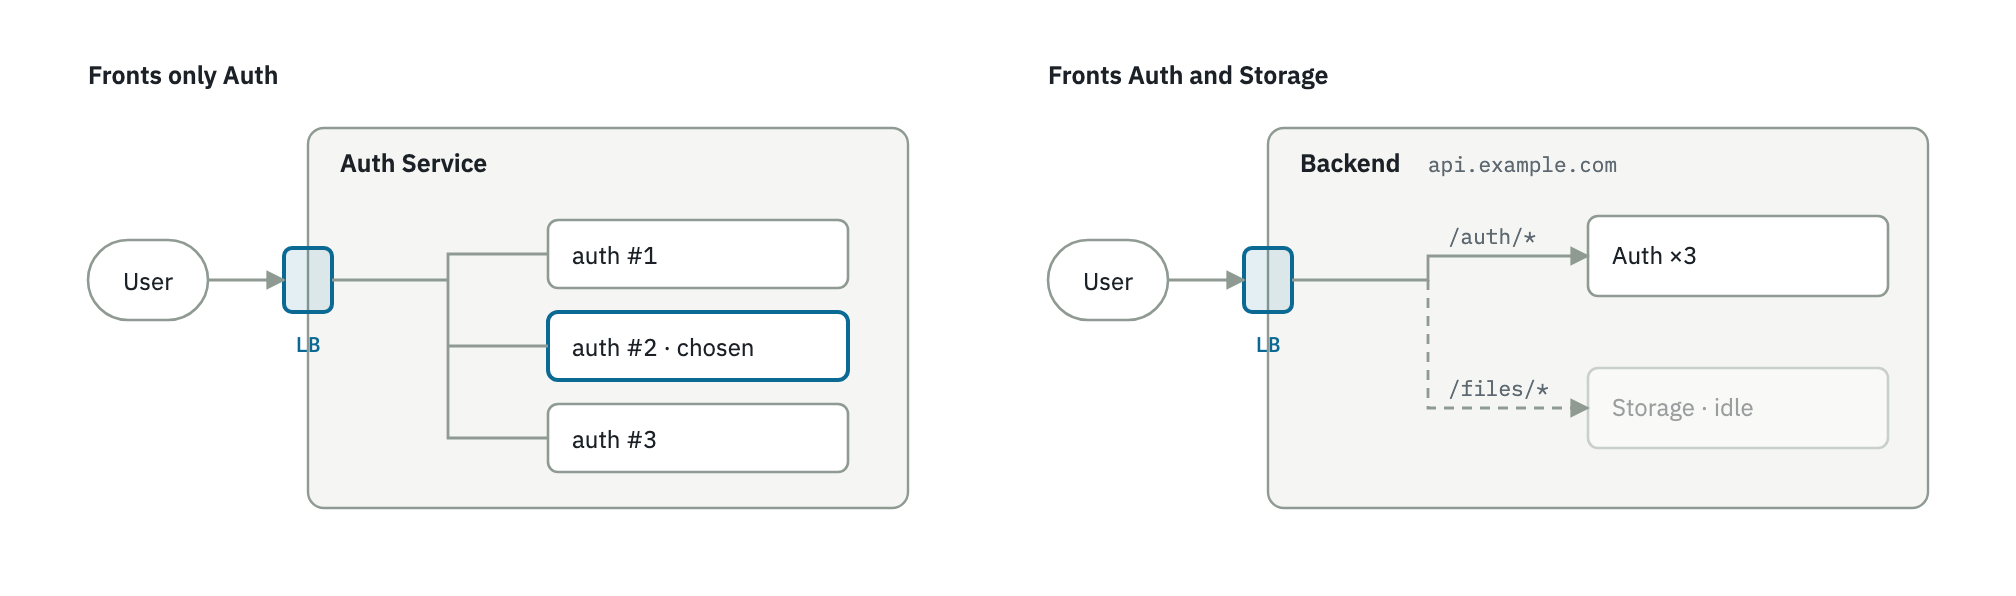 Fronts only Auth
Auth Service
User
LB
auth #1
auth #2 · chosen
auth #3
Fronts Auth and Storage
Backend api.example.com
User
LB
/auth/*
Auth ×3
/files/*
Storage · idle